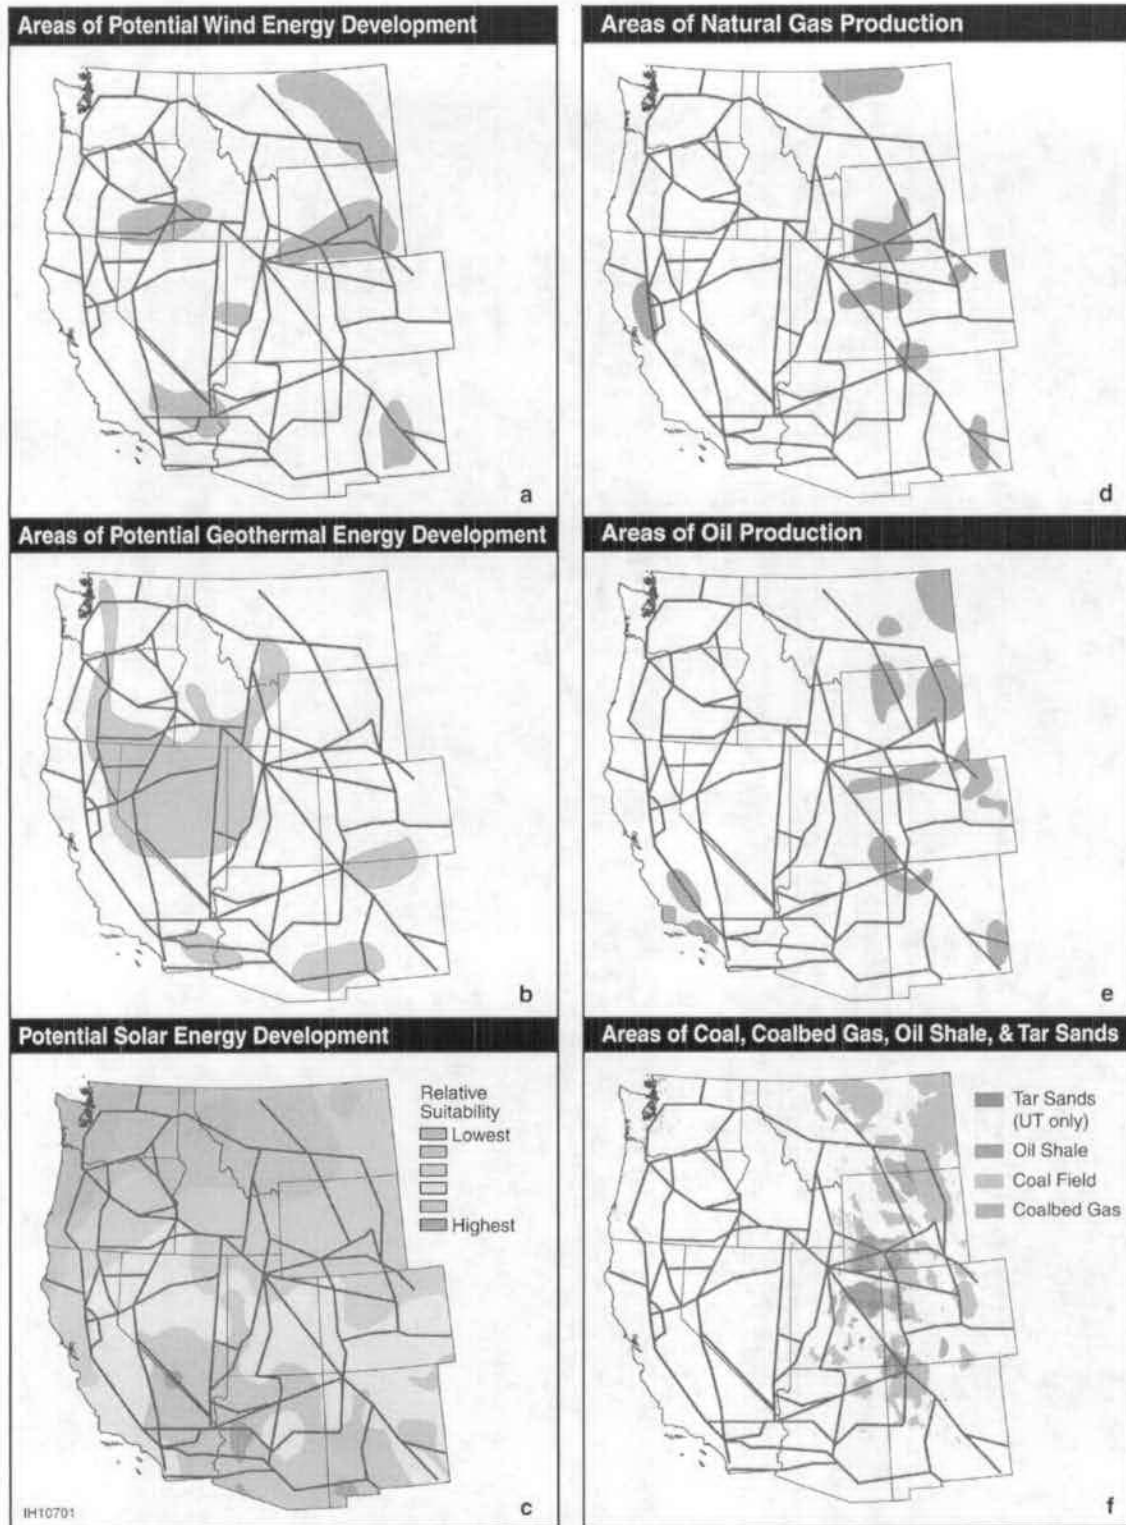 Areas of Potential Wind Energy Development
a
Areas of Potential Geothermal Energy Development
b
Potential Solar Energy Development
Relative
Suitability
Lowest
Highest
IH10701
c
Areas of Natural Gas Production
d
Areas of Oil Production
e
Areas of Coal, Coalbed Gas, Oil Shale, & Tar Sands
Tar Sands
(UT only)
Oil Shale
Coal Field
Coalbed Gas
f